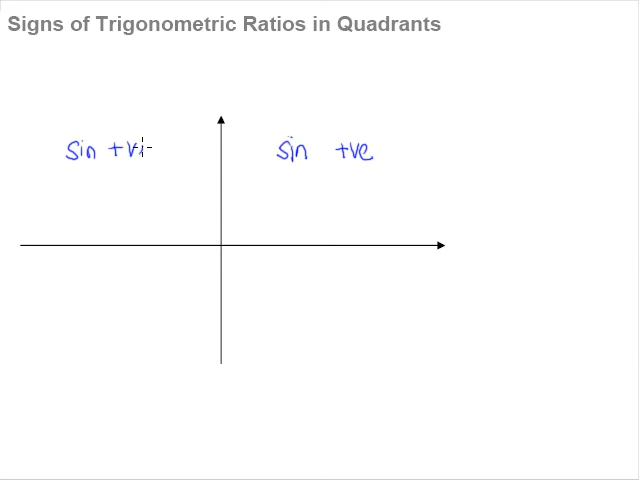 Signs of Trigonometric Ratios in Quadrants
sin +v
sin +ve